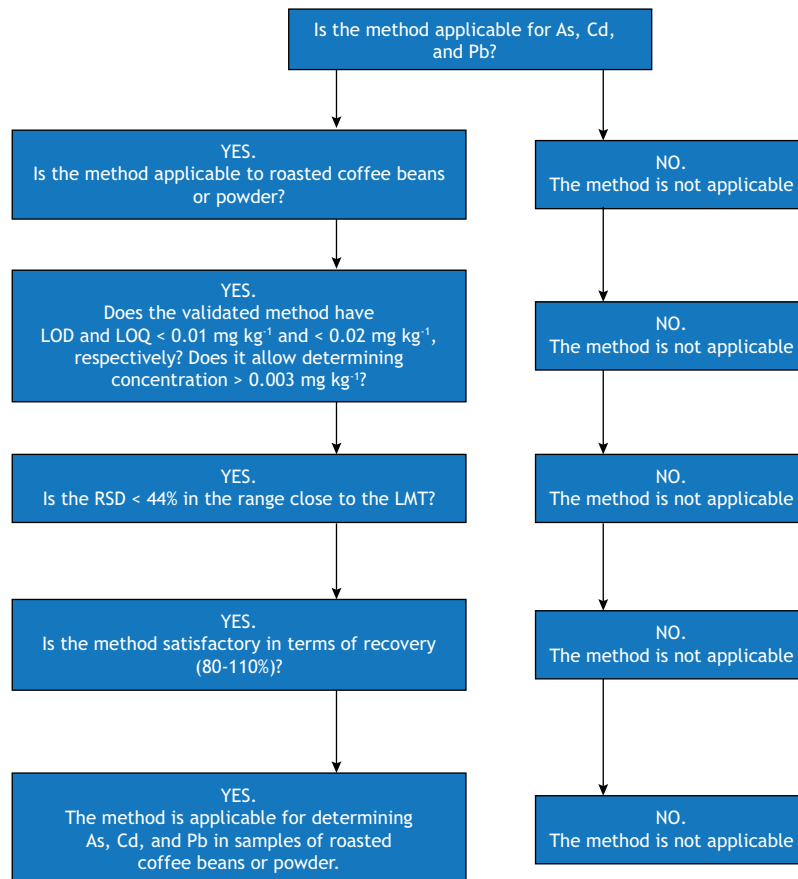 Is the method applicable for As, Cd,
and Pb?
YES.
Is the method applicable to roasted coffee beans
or powder?
NO.
The method is not applicable
YES.
Does the validated method have
LOD and LOQ < 0.01 mg kg⁻¹ and < 0.02 mg kg⁻¹,
respectively? Does it allow determining
concentration > 0.003 mg kg⁻¹?
NO.
The method is not applicable
YES.
Is the RSD < 44% in the range close to the LMT?
NO.
The method is not applicable
YES.
Is the method satisfactory in terms of recovery
(80-110%)?
NO.
The method is not applicable
YES.
The method is applicable for determining
As, Cd, and Pb in samples of roasted
coffee beans or powder.
NO.
The method is not applicable